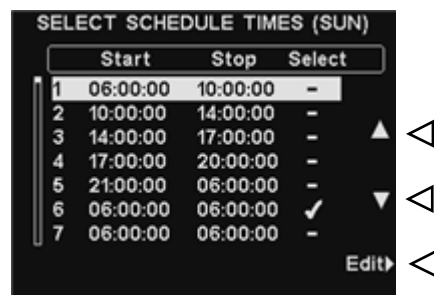 SELECT SCHEDULE TIMES (SUN)
Start Stop Select
1 06:00:00 10:00:00 -
2 10:00:00 14:00:00 -
3 14:00:00 17:00:00 -
4 17:00:00 20:00:00 -
5 21:00:00 06:00:00 -
6 06:00:00 06:00:00 ✓
7 06:00:00 06:00:00 -
Edit